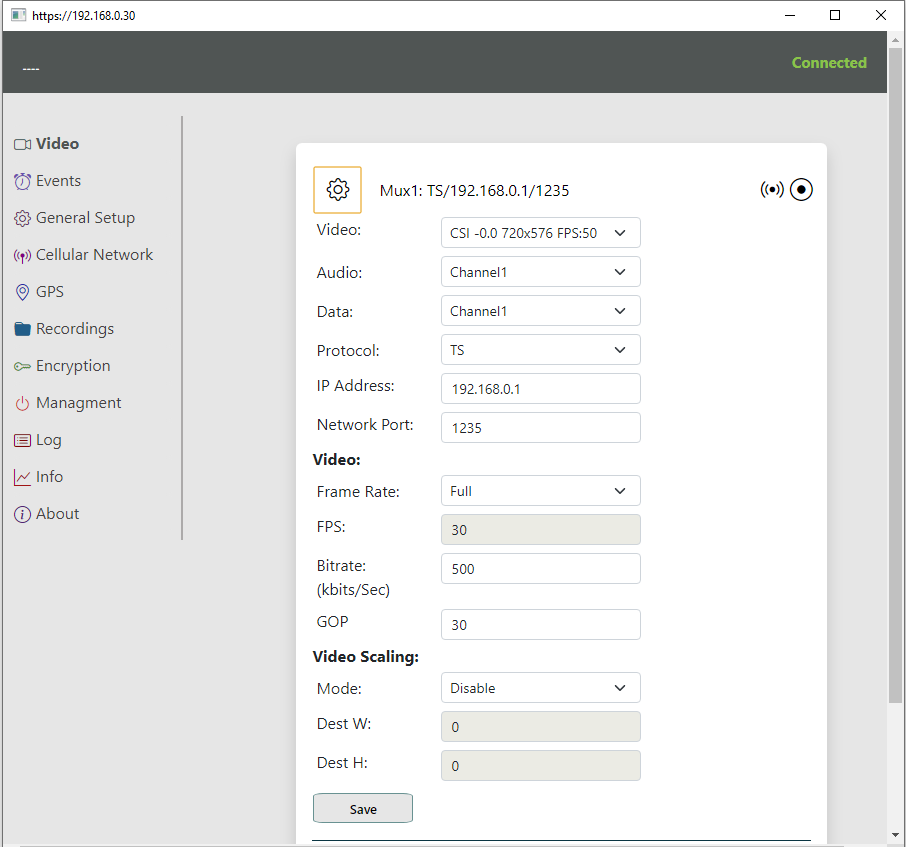 https://192.168.0.30
----
Connected
Video
Events
General Setup
Cellular Network
GPS
Recordings
Encryption
Managment
Log
Info
About
Mux1: TS/192.168.0.1/1235
Video:
CSI -0.0 720x576 FPS:50
Audio:
Channel1
Data:
Channel1
Protocol:
TS
IP Address:
192.168.0.1
Network Port:
1235
Video:
Frame Rate:
Full
FPS:
30
Bitrate:
(kbits/Sec)
500
GOP
30
Video Scaling:
Mode:
Disable
Dest W:
0
Dest H:
0
Save